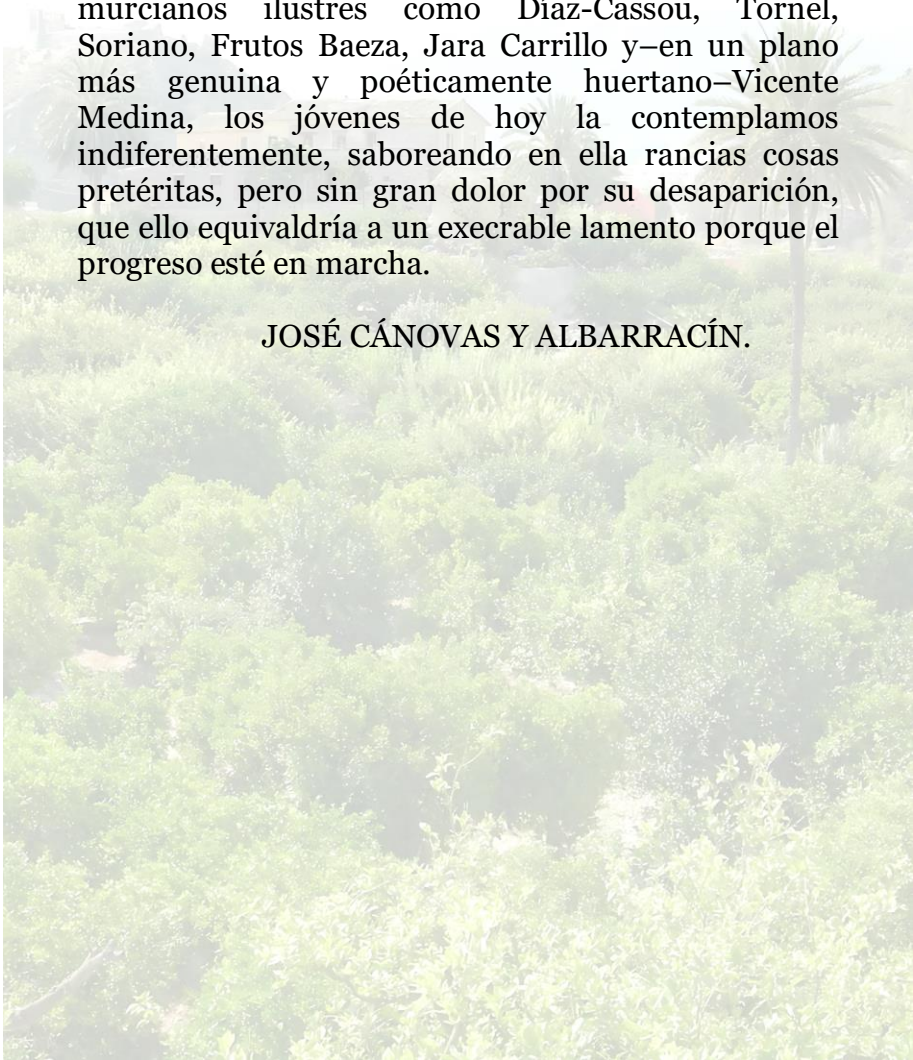 murcianos ilustres como Díaz-Cassou, Tornel,
Soriano, Frutos Baeza, Jara Carrillo y–en un plano
más genuina y poéticamente huertano–Vicente
Medina, los jóvenes de hoy la contemplamos
indiferentemente, saboreando en ella rancias cosas
pretéritas, pero sin gran dolor por su desaparición,
que ello equivaldría a un execrable lamento porque el
progreso esté en marcha.
JOSÉ CÁNOVAS Y ALBARRACÍN.